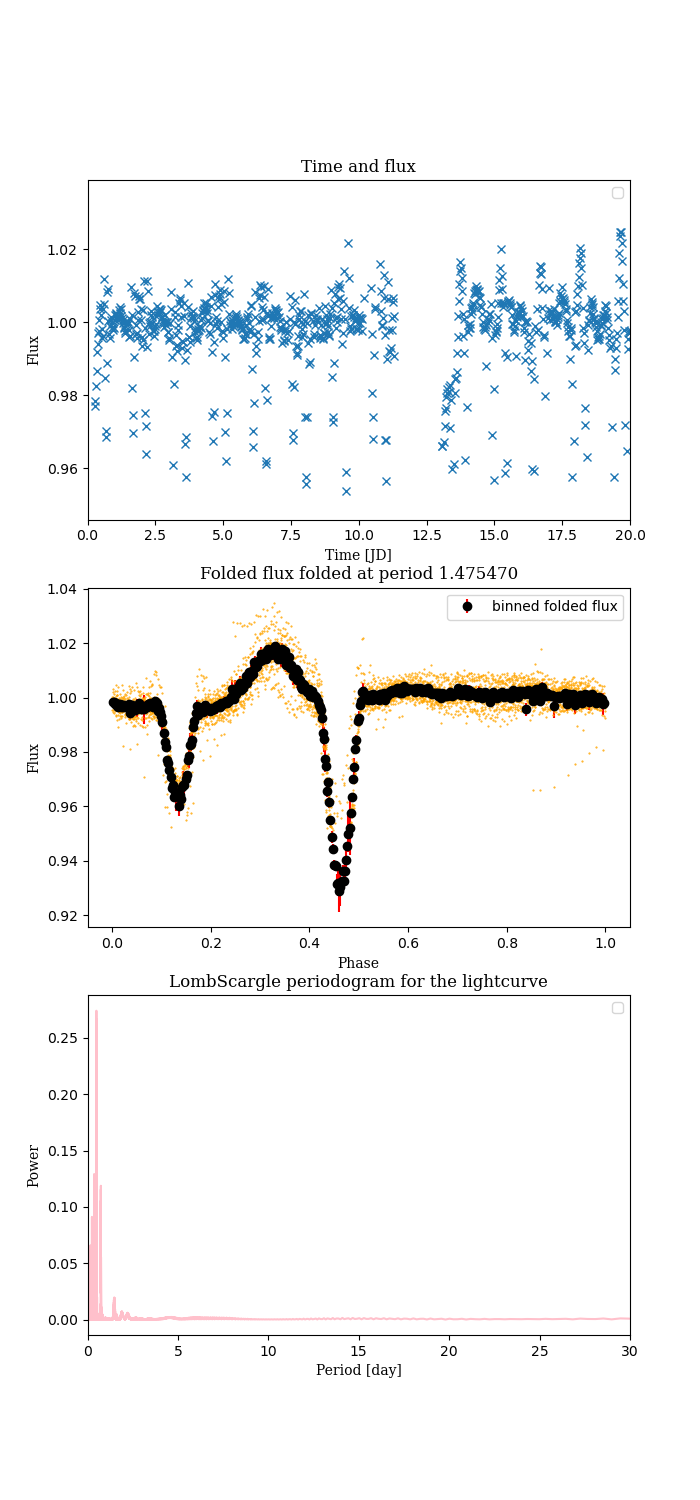 Time and flux
Flux
1.02
1.00
0.98
0.96
0.0 2.5 5.0 7.5 10.0 12.5 15.0 17.5 20.0
Time [JD]
Folded flux folded at period 1.475470
binned folded flux
Flux
1.04
1.02
1.00
0.98
0.96
0.94
0.92
0.0 0.2 0.4 0.6 0.8 1.0
Phase
LombScargle periodogram for the lightcurve
Power
0.25
0.20
0.15
0.10
0.05
0.00
0 5 10 15 20 25 30
Period [day]